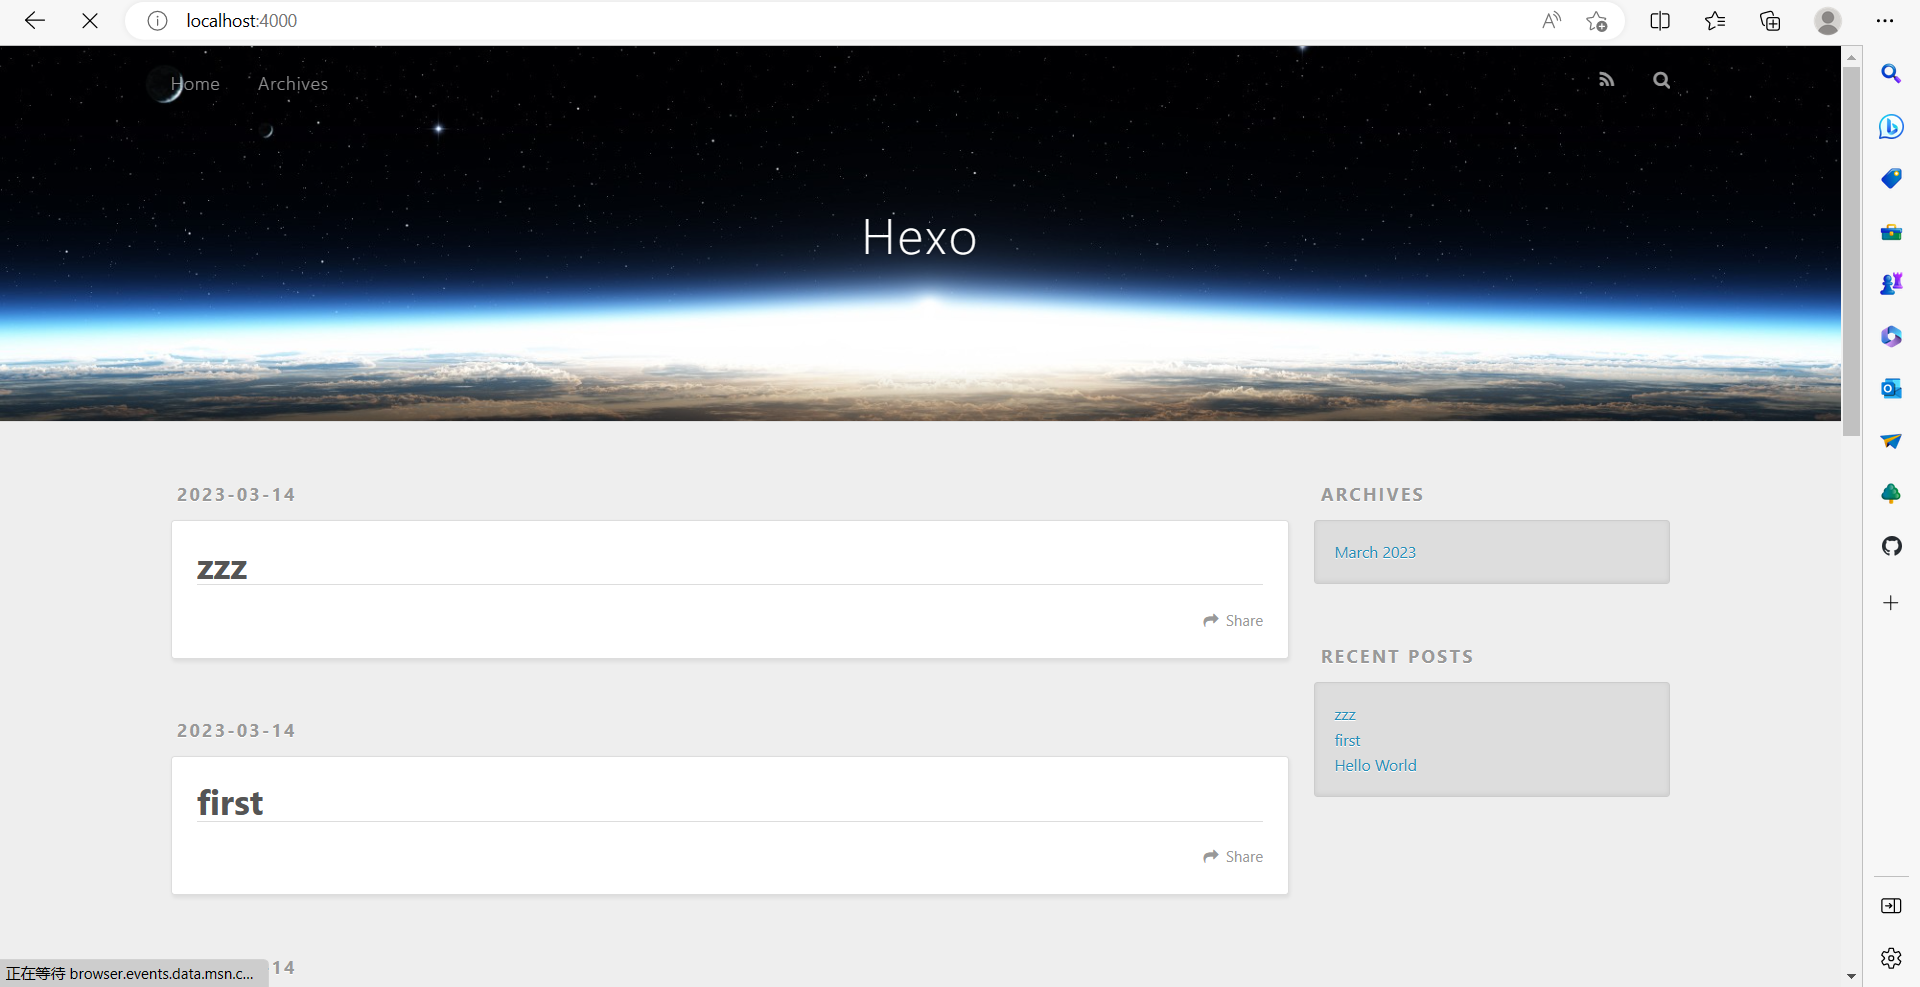 localhost:4000
Home Archives
Hexo
2023-03-14
zzz
Share
2023-03-14
first
Share
14
ARCHIVES
March 2023
RECENT POSTS
zzz
first
Hello World
正在等待 browser.events.data.msn.c...